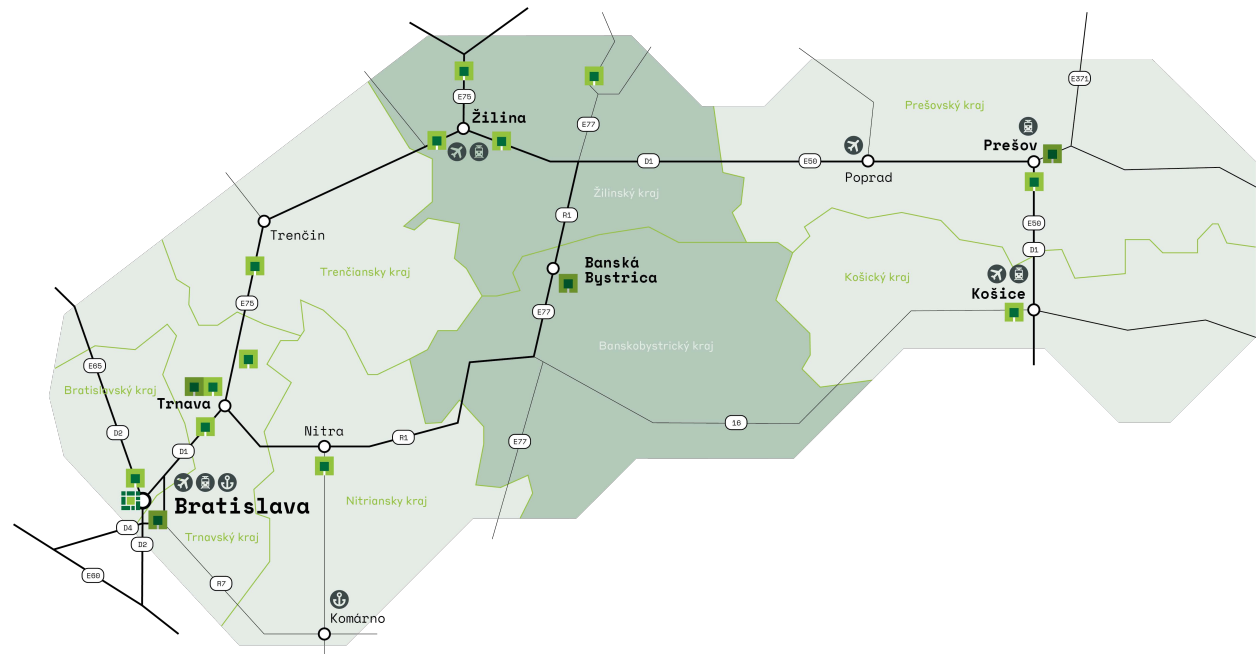 E371
E75
Prešovský kraj
Žilina
E77
Prešov
D1
E50
Poprad
Žilinský kraj
R1
E50
Trenčin
D1
Banská
Bystrica
Trenčiansky kraj
Košický kraj
Košice
E75
E77
Banskobystrický kraj
E65
Bratislavský kraj
Trnava
16
D2
Nitra
R1
E77
D1
Nitriansky kraj
Bratislava
D4
Trnavský kraj
D2
E60
R7
Komárno